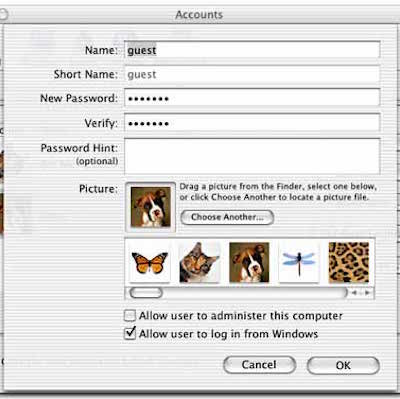 Accounts
Name: guest
Short Name: guest
New Password: •••••••
Verify: •••••••
Password Hint:
(optional)
Picture: Drag a picture from the Finder, select one below,
or click Choose Another to locate a picture file.
Choose Another...
Allow user to administer this computer
Allow user to log in from Windows
Cancel OK